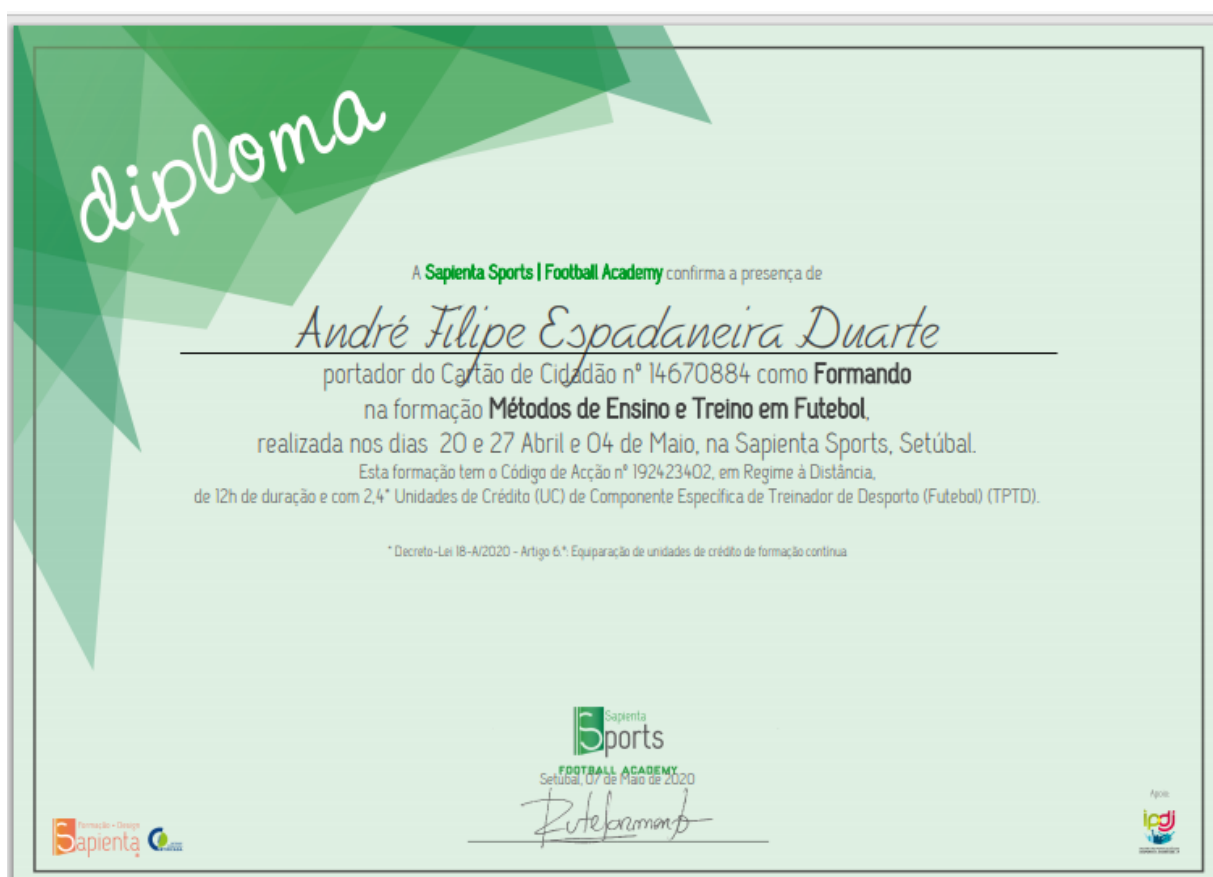 diploma
A Sapienta Sports | Football Academy confirma a presença de
André Filipe Espadaneira Duarte
portador do Cartão de Cidadão nº 14670884 como Formando
na formação Métodos de Ensino e Treino em Futebol,
realizada nos dias 20 e 27 Abril e 04 de Maio, na Sapienta Sports, Setúbal.
Esta formação tem o Código de Acção nº 192423402, em Regime à Distância,
de 12h de duração e com 2,4* Unidades de Crédito (UC) de Componente Específica de Treinador de Desporto (Futebol) (TPTD).
* Decreto-Lei 18-A/2020 - Artigo 6.º: Equiparação de unidades de crédito de formação contínua
Sapienta
Sports
FOOTBALL ACADEMY
Setúbal, 07 de Maio de 2020
Formação - Design
Sapienta
Apoio:
ipdj